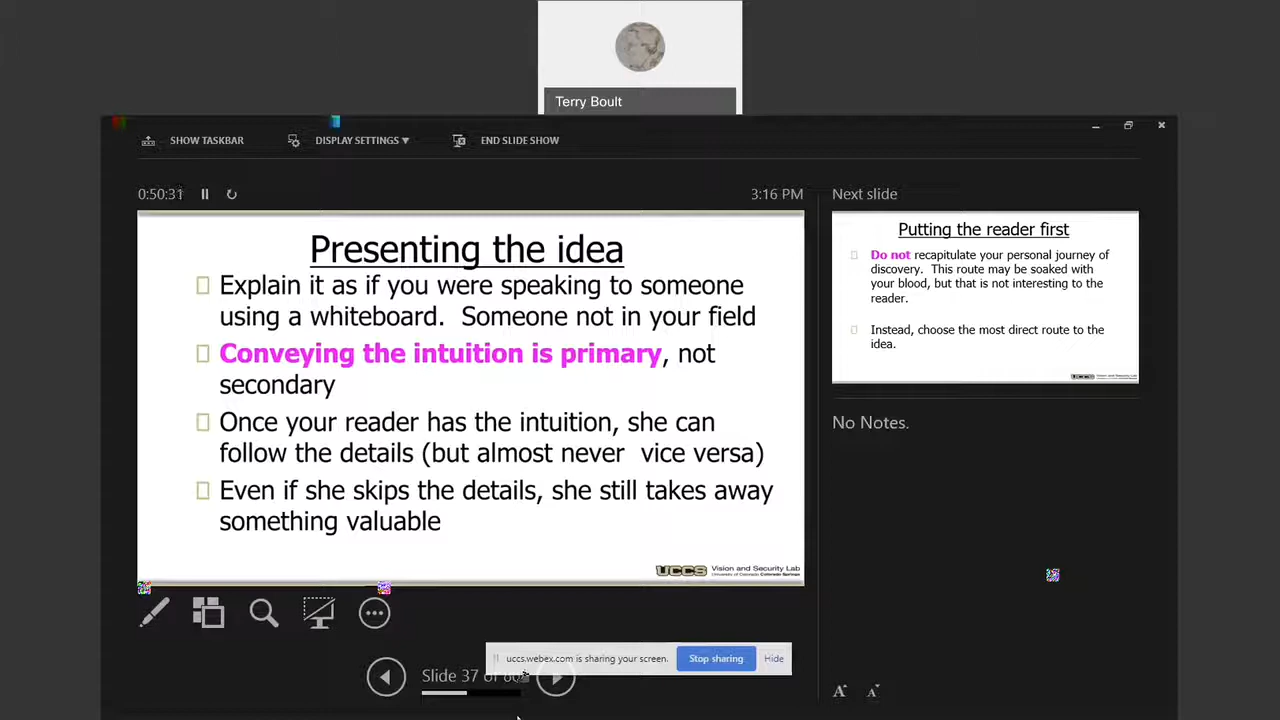 Terry Boult
SHOW TASKBAR
DISPLAY SETTINGS
END SLIDE SHOW
0:50:31
3:16 PM
Next slide
Presenting the idea
Explain it as if you were speaking to someone
using a whiteboard. Someone not in your field
Conveying the intuition is primary, not
secondary
Once your reader has the intuition, she can
follow the details (but almost never vice versa)
Even if she skips the details, she still takes away
something valuable
UCCS Vision and Security Lab
University of Colorado Colorado Springs
Putting the reader first
Do not recapitulate your personal journey of
discovery. This route may be soaked with
your blood, but that is not interesting to the
reader.
Instead, choose the most direct route to the
idea.
No Notes.
uccs.webex.com is sharing your screen.
Stop sharing
Hide
Slide 37 of
A A